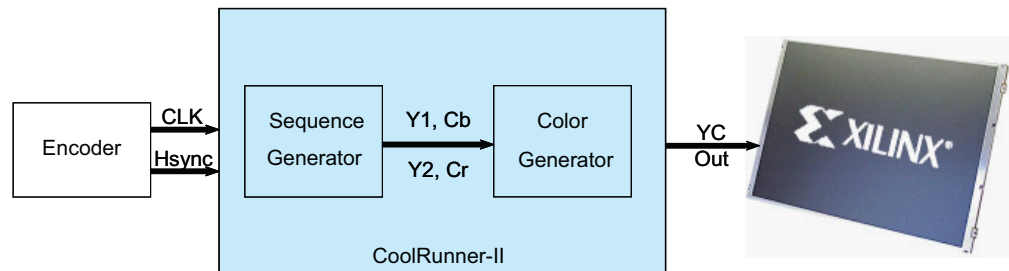 Encoder
CLK
Hsync
Sequence
Generator
Y1, Cb
Y2, Cr
Color
Generator
CoolRunner-II
YC
Out
XILINX®